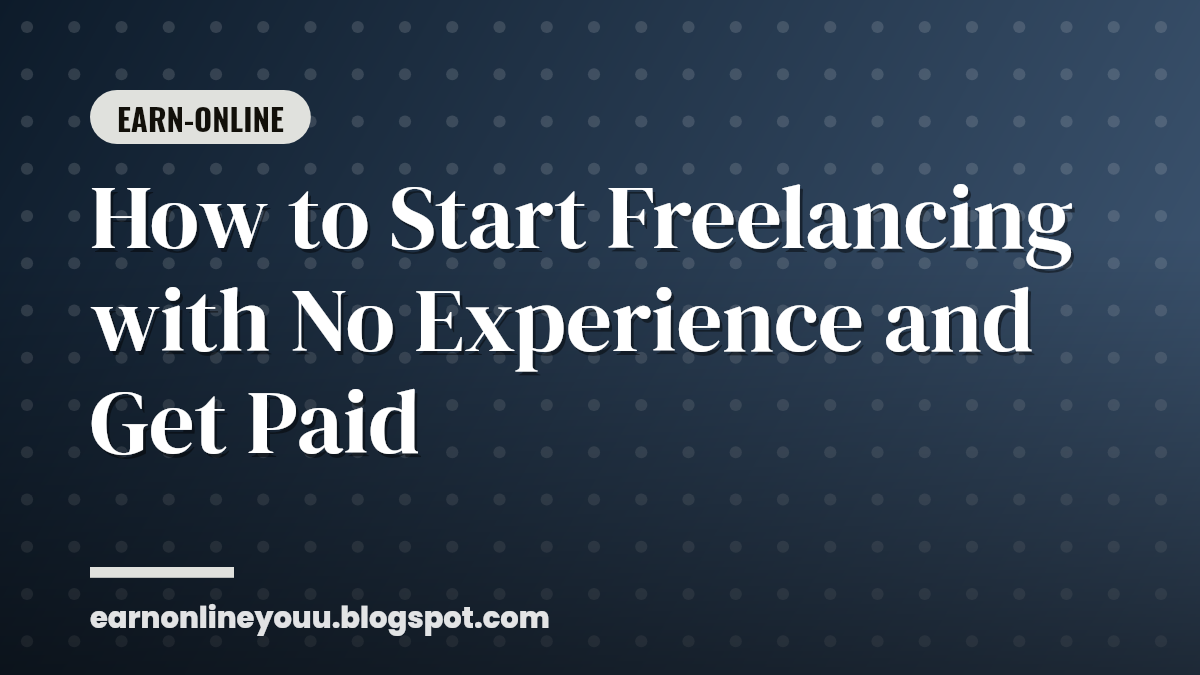 EARN-ONLINE
How to Start Freelancing
with No Experience and
Get Paid
earnonlineyouu.blogspot.com